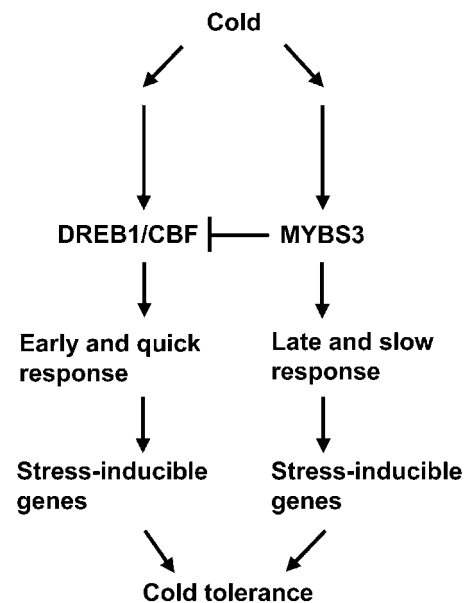 Cold
DREB1/CBF
MYBS3
Early and quick
response
Late and slow
response
Stress-inducible
genes
Stress-inducible
genes
Cold tolerance